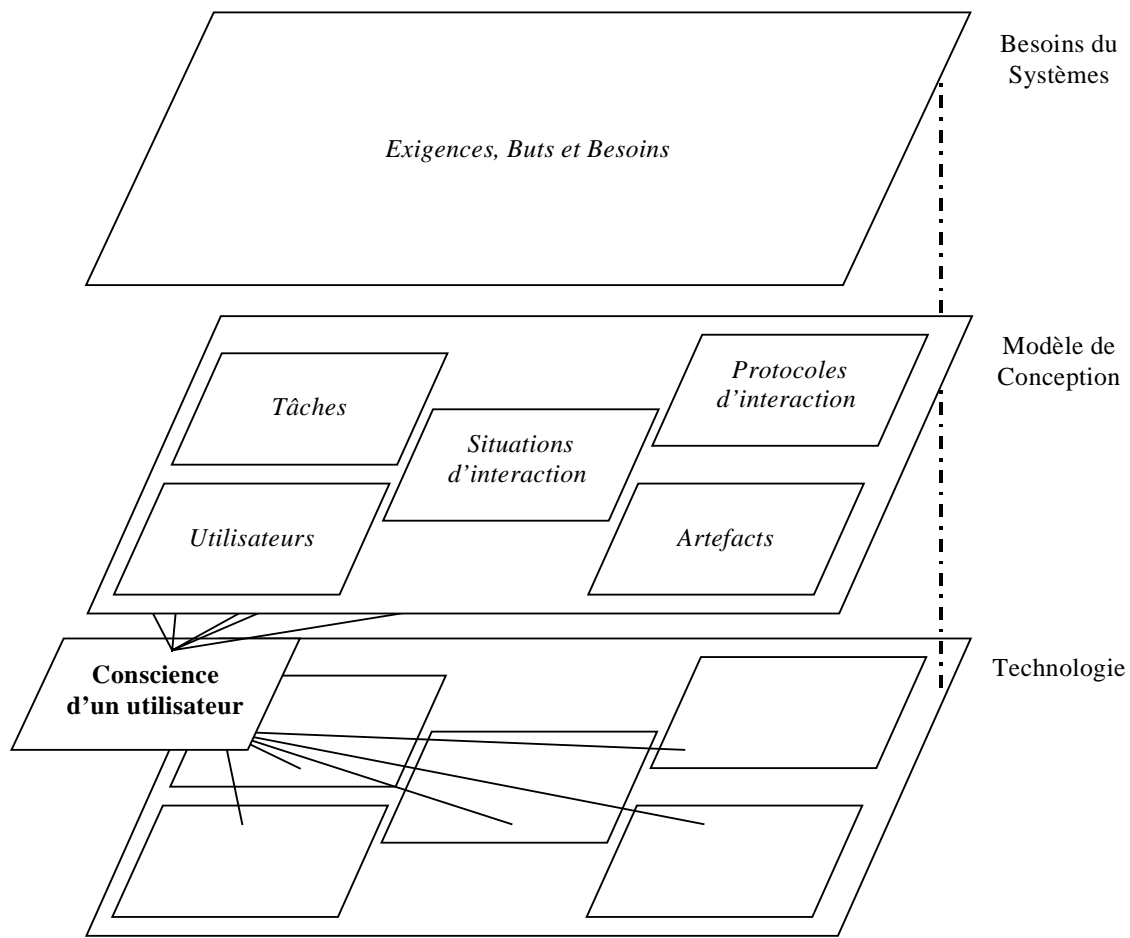 Besoins du
Systèmes
Exigences, Buts et Besoins
Modèle de
Conception
Protocoles
d’interaction
Tâches
Situations
d’interaction
Utilisateurs
Artefacts
Technologie
Conscience
d’un utilisateur